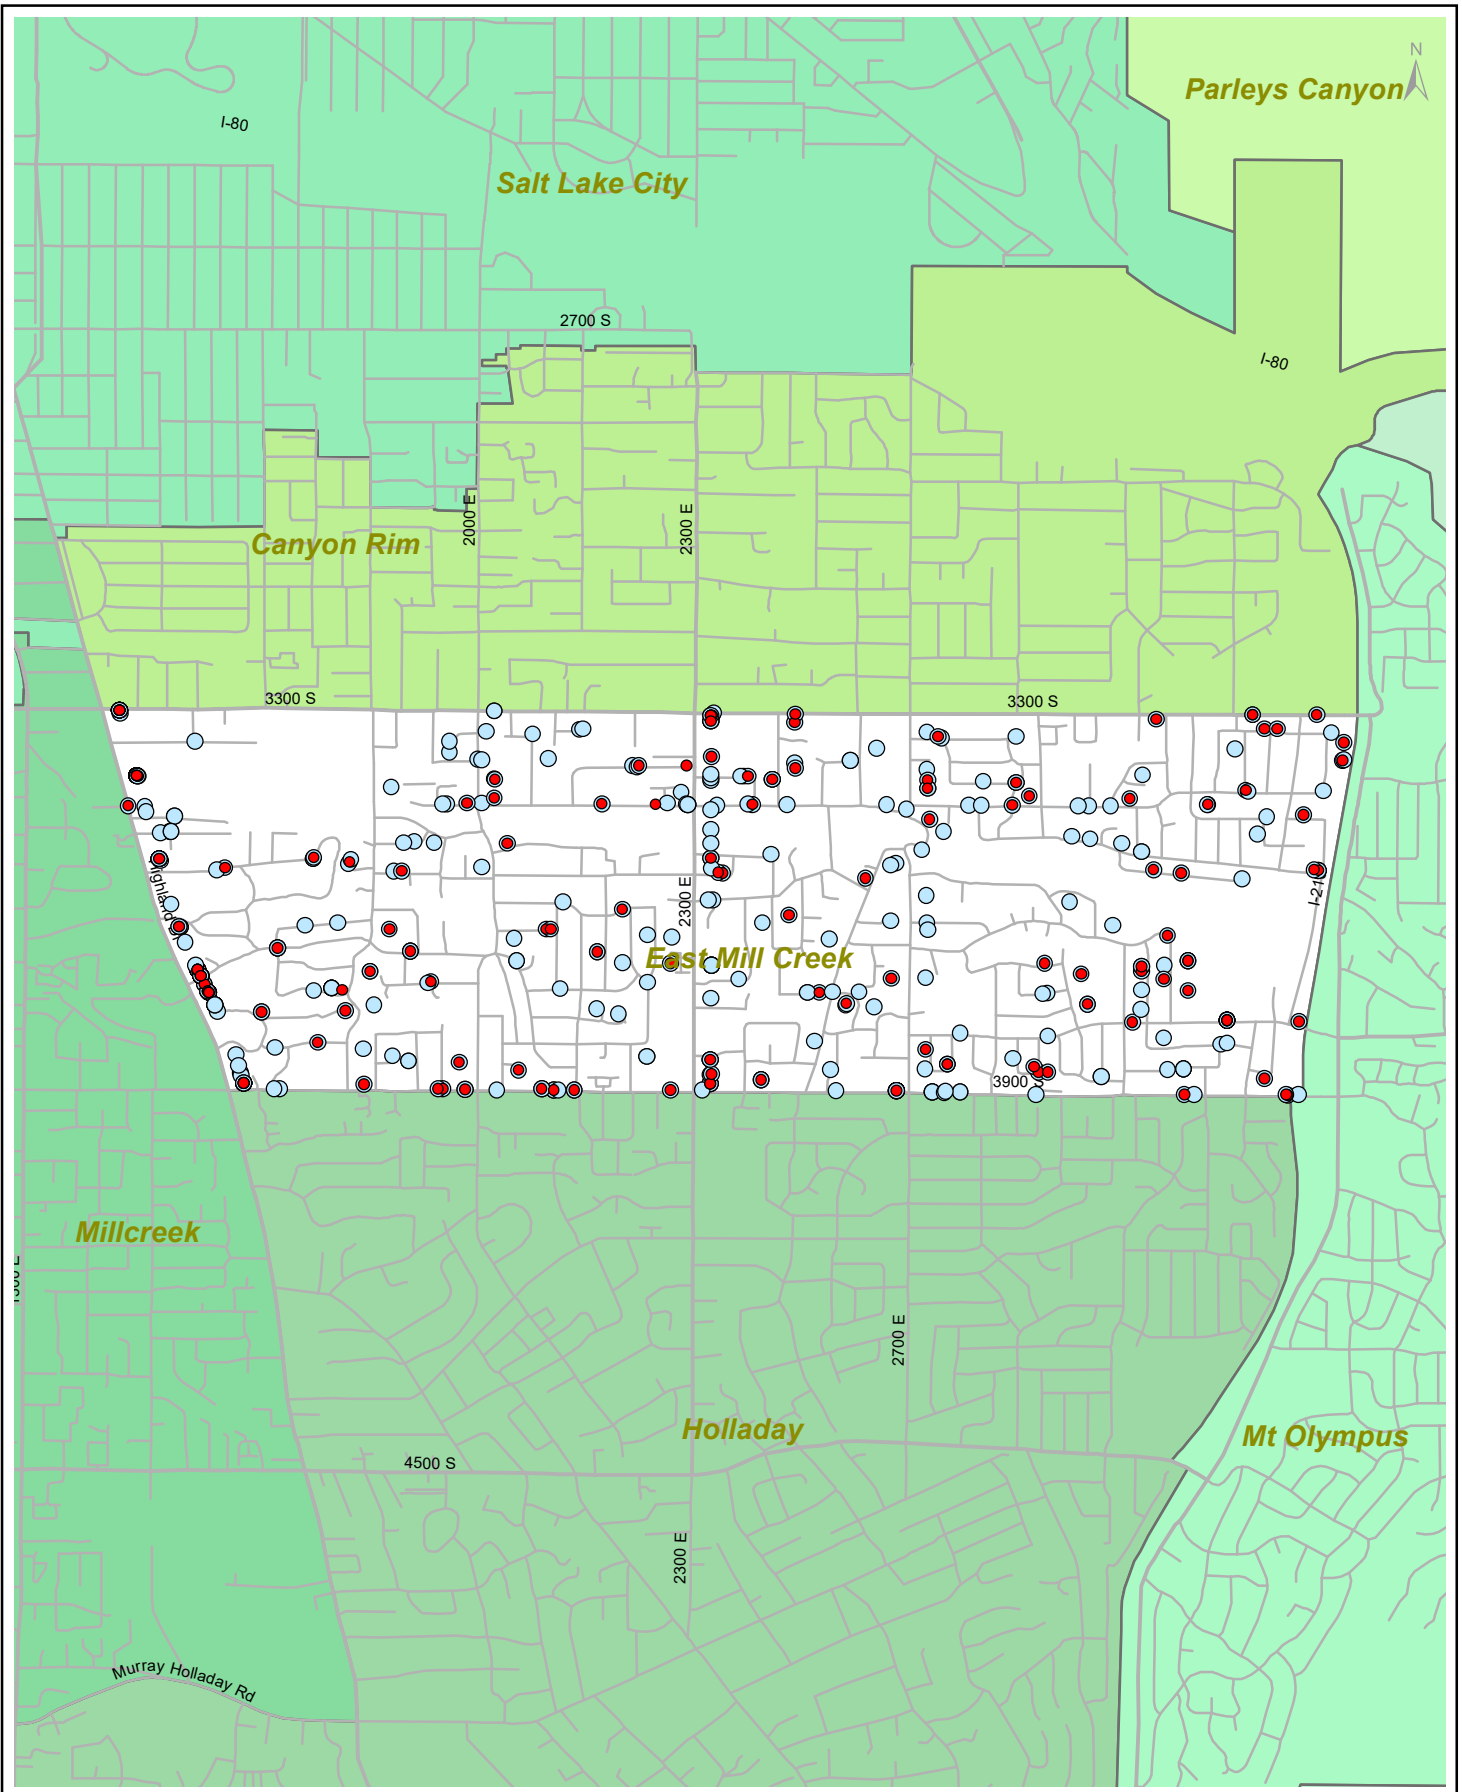 N
Parleys Canyon
I-80
Salt Lake City
2700 S
I-80
2000 E
2300 E
Canyon Rim
3300 S
3300 S
2300 E
East Mill Creek
3900 S
Millcreek
2700 E
Holladay
Mt Olympus
4500 S
2300 E
Murray Holladay Rd